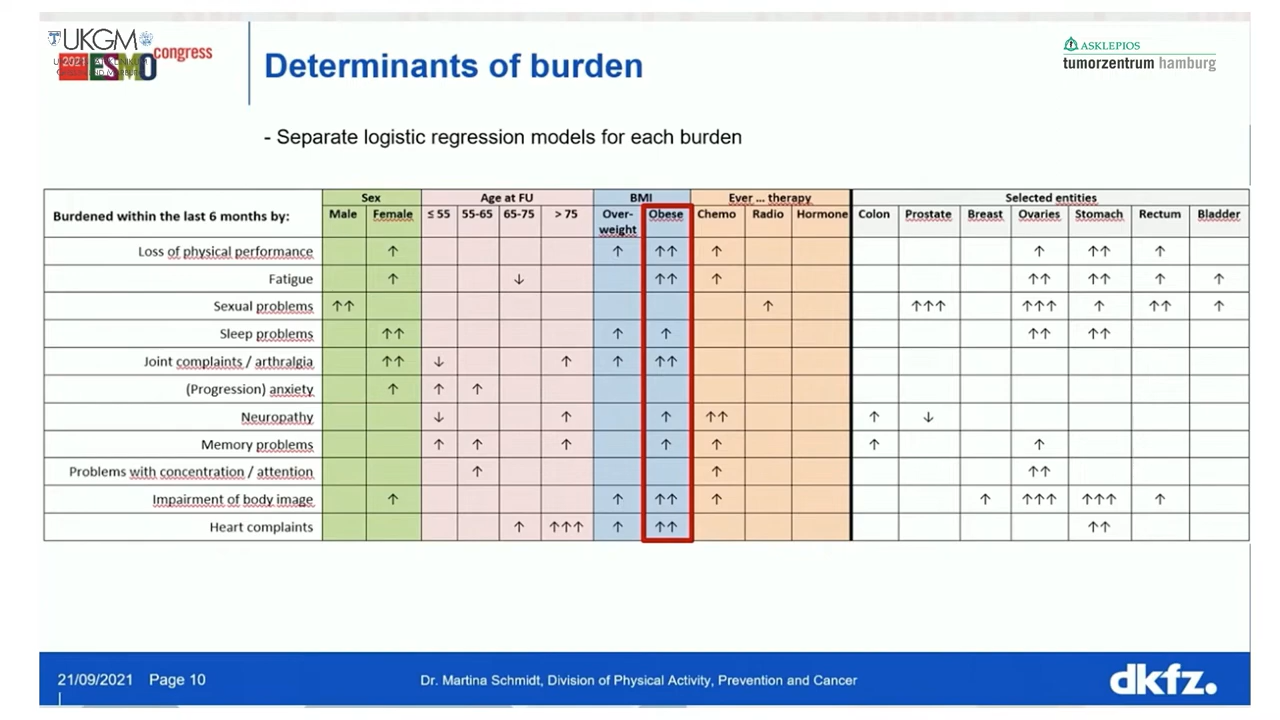 UKGM
2021 ESMO congress
ASKLEPIOS
tumorzentrum hamburg
Determinants of burden
- Separate logistic regression models for each burden
Burdened within the last 6 months by: Sex Age at FU BMI Ever ... therapy Selected entities
Male Female ≤ 55 55-65 65-75 > 75 Over-weight Obese Chemo Radio Hormone Colon Prostate Breast Ovaries Stomach Rectum Bladder
Loss of physical performance ↑ ↑ ↑↑ ↑ ↑ ↑↑ ↑
Fatigue ↑ ↓ ↑↑ ↑ ↑↑ ↑↑ ↑ ↑
Sexual problems ↑↑ ↑ ↑↑↑ ↑↑↑ ↑ ↑↑ ↑
Sleep problems ↑↑ ↑ ↑ ↑↑ ↑↑
Joint complaints / arthralgia ↑↑ ↓ ↑ ↑ ↑↑
(Progression) anxiety ↑ ↑ ↑
Neuropathy ↓ ↑ ↑ ↑↑ ↑ ↓
Memory problems ↑ ↑ ↑ ↑ ↑ ↑ ↑
Problems with concentration / attention ↑ ↑ ↑↑
Impairment of body image ↑ ↑ ↑↑ ↑ ↑ ↑↑↑ ↑↑↑ ↑
Heart complaints ↑ ↑↑↑ ↑ ↑↑ ↑↑
21/09/2021 Page 10 Dr. Martina Schmidt, Division of Physical Activity, Prevention and Cancer dkfz.